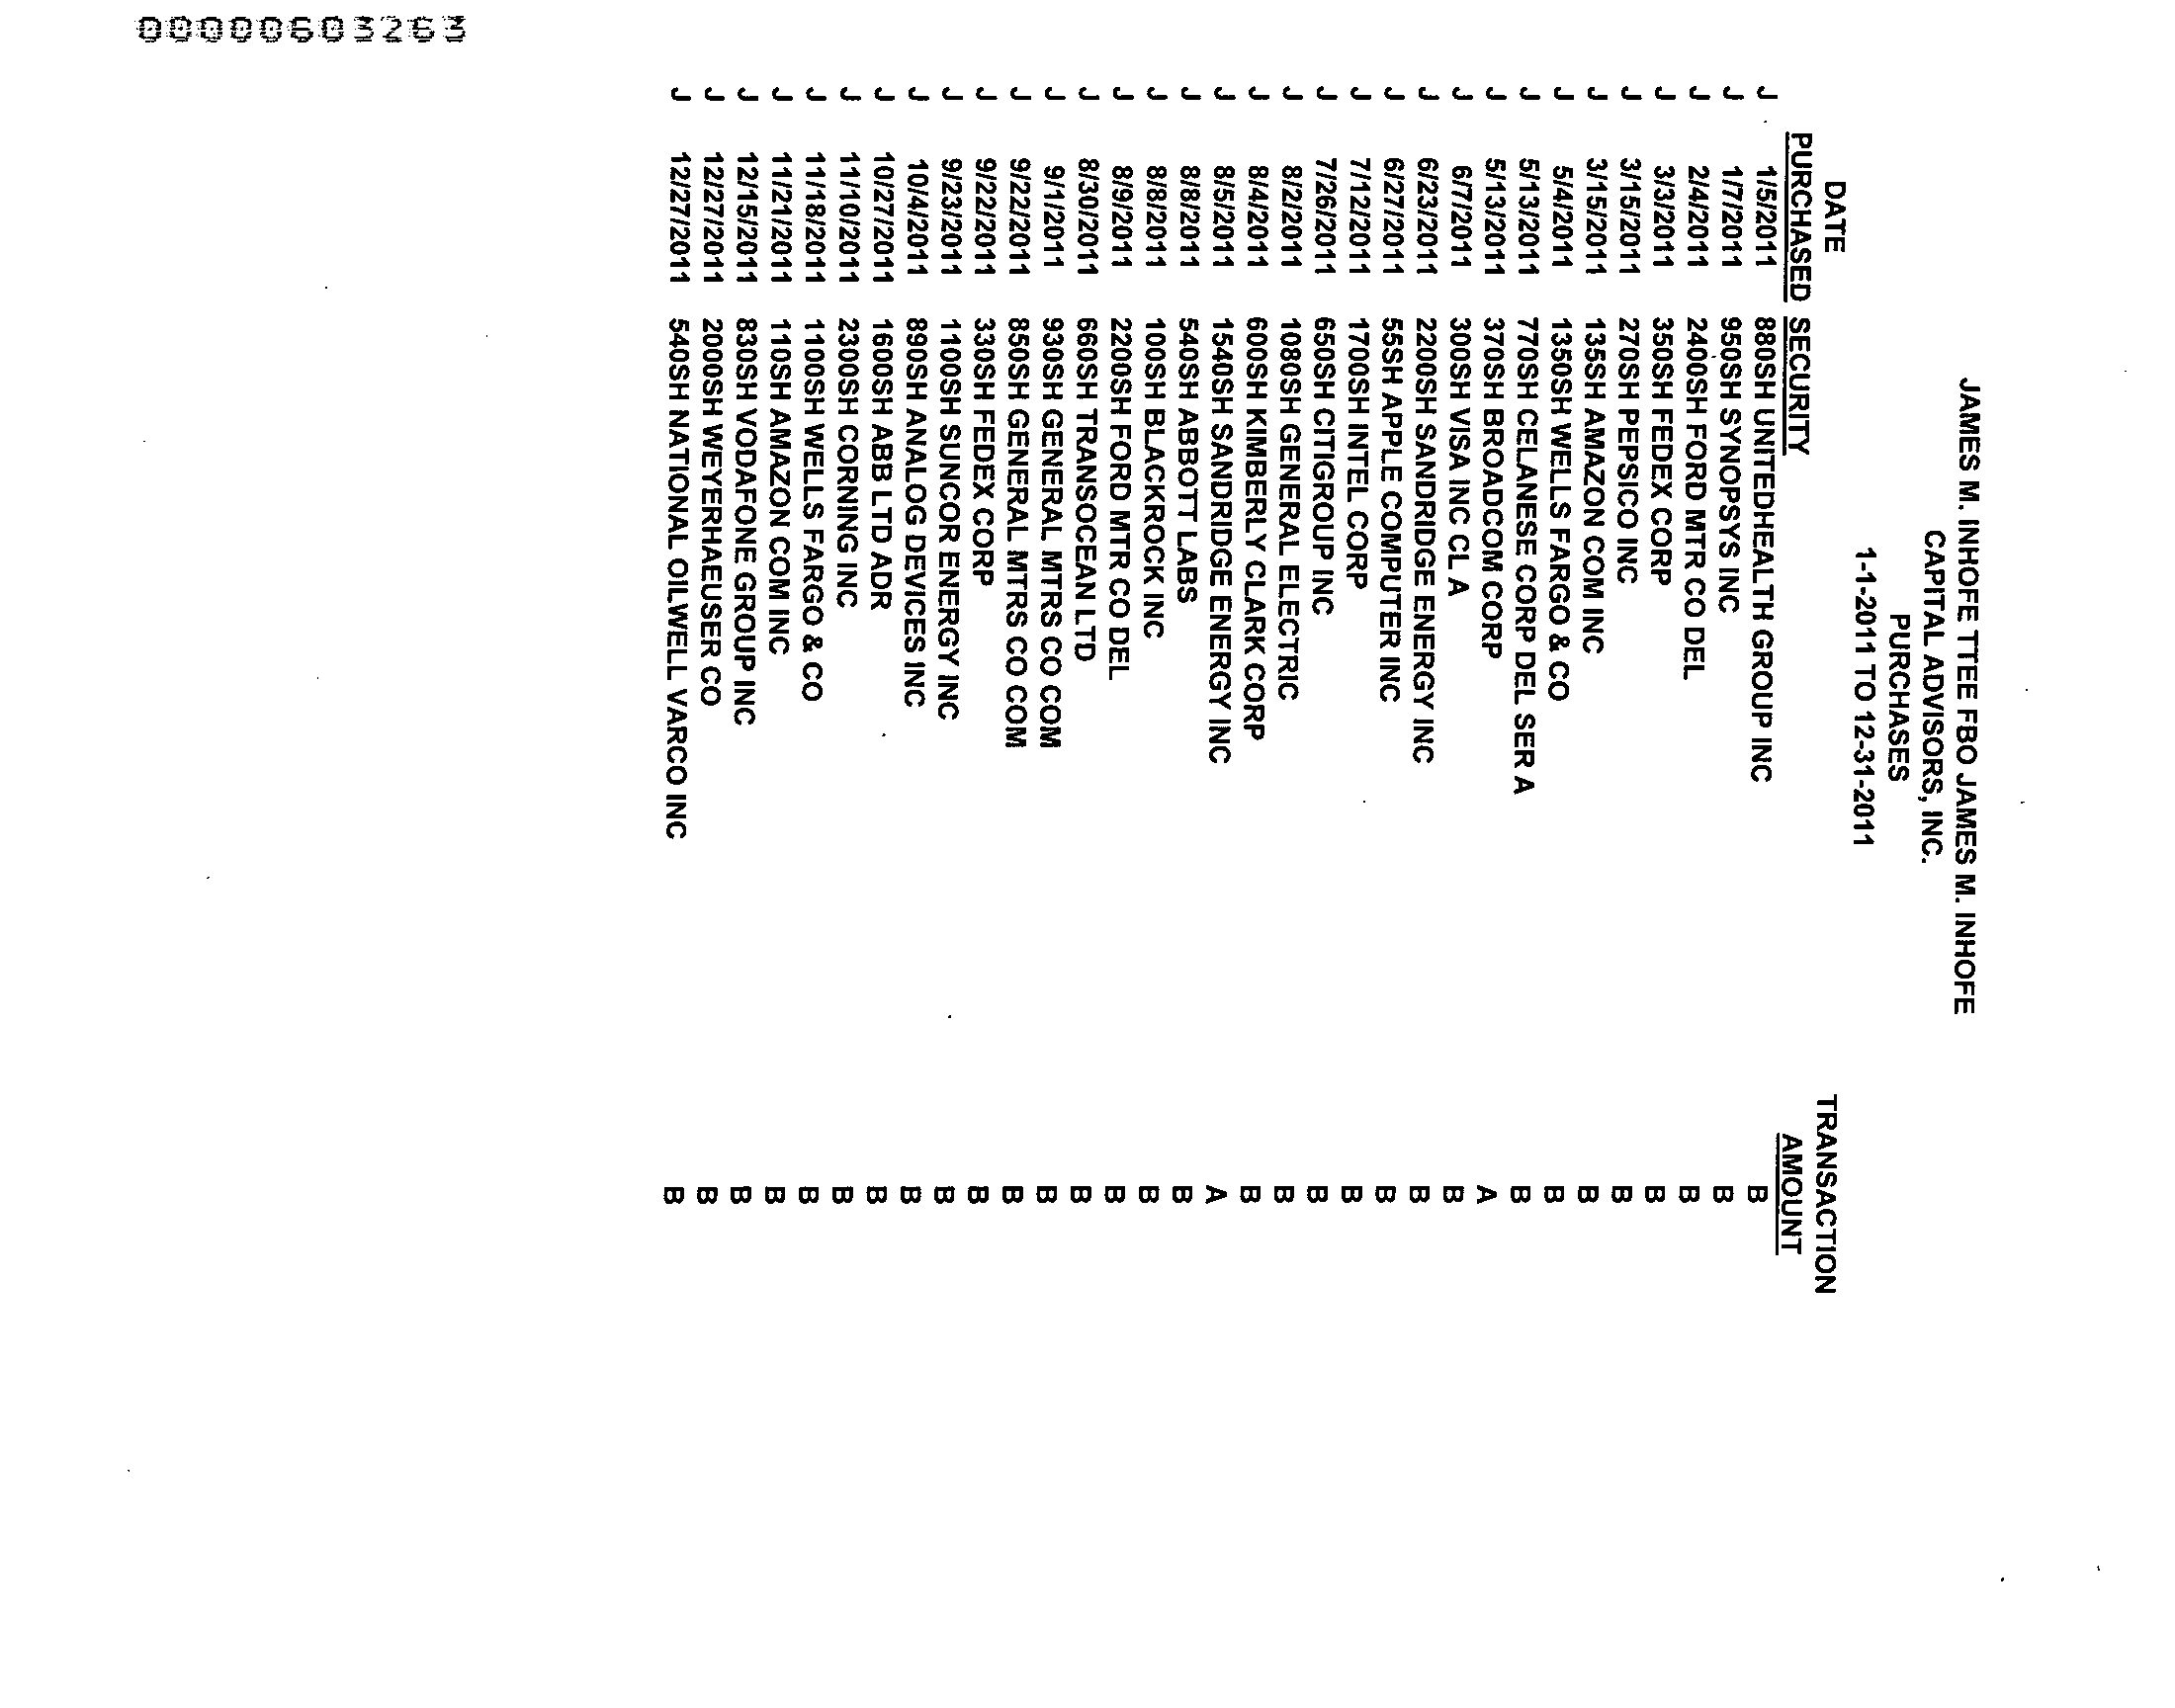 JAMES M. INHOFE TTEE FBO JAMES M. INHOFE
CAPITAL ADVISORS, INC.
PURCHASES
1-1-2011 TO 12-31-2011
DATE TRANSACTION
PURCHASED SECURITY AMOUNT
J 1/5/2011 880SH UNITEDHEALTH GROUP INC B
J 1/7/2011 950SH SYNOPSYS INC B
J 2/4/2011 2400SH FORD MTR CO DEL B
J 3/3/2011 350SH FEDEX CORP B
J 3/15/2011 270SH PEPSICO INC B
J 3/15/2011 135SH AMAZON COM INC B
J 5/4/2011 1350SH WELLS FARGO & CO B
J 5/13/2011 770SH CELANESE CORP DEL SER A B
J 5/13/2011 370SH BROADCOM CORP A
J 6/7/2011 300SH VISA INC CL A B
J 6/23/2011 2200SH SANDRIDGE ENERGY INC B
J 6/27/2011 55SH APPLE COMPUTER INC B
J 7/12/2011 1700SH INTEL CORP B
J 7/26/2011 650SH CITIGROUP INC B
J 8/2/2011 1080SH GENERAL ELECTRIC B
J 8/4/2011 600SH KIMBERLY CLARK CORP B
J 8/5/2011 1540SH SANDRIDGE ENERGY INC A
J 8/8/2011 540SH ABBOTT LABS B
J 8/8/2011 100SH BLACKROCK INC B
J 8/9/2011 2200SH FORD MTR CO DEL B
J 8/30/2011 660SH TRANSOCEAN LTD B
J 9/1/2011 930SH GENERAL MTRS CO COM B
J 9/22/2011 850SH GENERAL MTRS CO COM B
J 9/22/2011 330SH FEDEX CORP B
J 9/23/2011 1100SH SUNCOR ENERGY INC B
J 10/4/2011 890SH ANALOG DEVICES INC B
J 10/27/2011 1600SH ABB LTD ADR B
J 11/10/2011 2300SH CORNING INC B
J 11/18/2011 1100SH WELLS FARGO & CO B
J 11/21/2011 110SH AMAZON COM INC B
J 12/15/2011 830SH VODAFONE GROUP INC B
J 12/27/2011 2000SH WEYERHAEUSER CO B
J 12/27/2011 540SH NATIONAL OILWELL VARCO INC B
00000603263